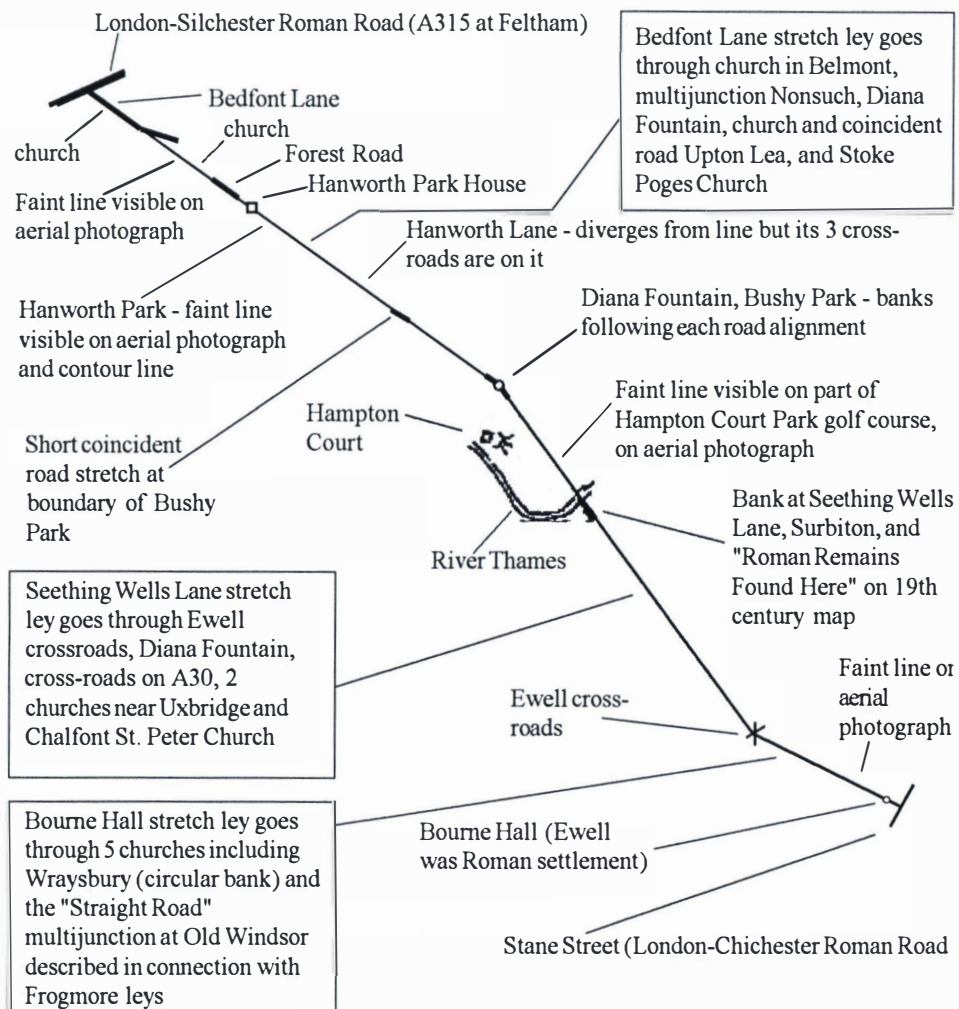 London-Silchester Roman Road (A315 at Feltham)
Bedfont Lane stretch ley goes
through church in Belmont,
multijunction Nonsuch, Diana
Fountain, church and coincident
road Upton Lea, and Stoke
Poges Church
Bedfont Lane
church
church
Forest Road
Hanworth Park House
Faint line visible on
aerial photograph
Hanworth Lane - diverges from line but its 3 cross-
roads are on it
Hanworth Park - faint line
visible on aerial photograph
and contour line
Diana Fountain, Bushy Park - banks
following each road alignment
Faint line visible on part of
Hampton Court Park golf course,
on aerial photograph
Hampton
Court
Short coincident
road stretch at
boundary of Bushy
Park
River Thames
Bank at Seething Wells
Lane, Surbiton, and
"Roman Remains
Found Here" on 19th
century map
Seething Wells Lane stretch
ley goes through Ewell
crossroads, Diana Fountain,
cross-roads on A30, 2
churches near Uxbridge and
Chalfont St. Peter Church
Ewell cross-
roads
Faint line or
aerial
photograph
Bourne Hall stretch ley goes
through 5 churches including
Wraysbury (circular bank) and
the "Straight Road"
multijunction at Old Windsor
described in connection with
Frogmore leys
Bourne Hall (Ewell
was Roman settlement)
Stane Street (London-Chichester Roman Road